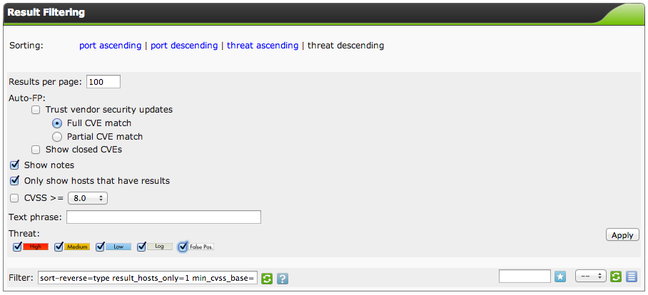 Result Filtering
Sorting: port ascending | port descending | threat ascending | threat descending
Results per page: 100
Auto-FP:
Trust vendor security updates
Full CVE match
Partial CVE match
Show closed CVEs
Show notes
Only show hosts that have results
CVSS >= 8.0
Text phrase:
Threat:
High Medium Low Log False Pos.
Apply
Filter: sort-reverse=type result_hosts_only=1 min_cvss_base= ? --